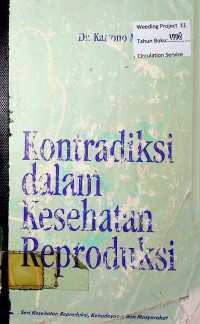 Weeding Project 11
Tahun Buku: 1998
Circulation Service
Dr. Kartono
Kontradiksi
dalam
Kesehatan
Reproduksi
Seri Kesehatan Reproduksi, Kebudayaan, dan Masyarakat